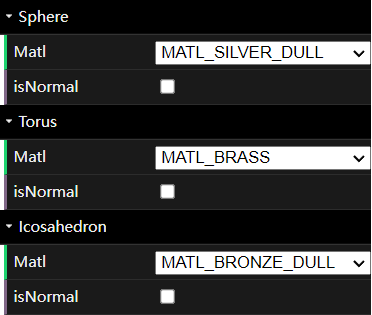 Sphere
Matl MATL_SILVER_DULL
isNormal
Torus
Matl MATL_BRASS
isNormal
Icosahedron
Matl MATL_BRONZE_DULL
isNormal